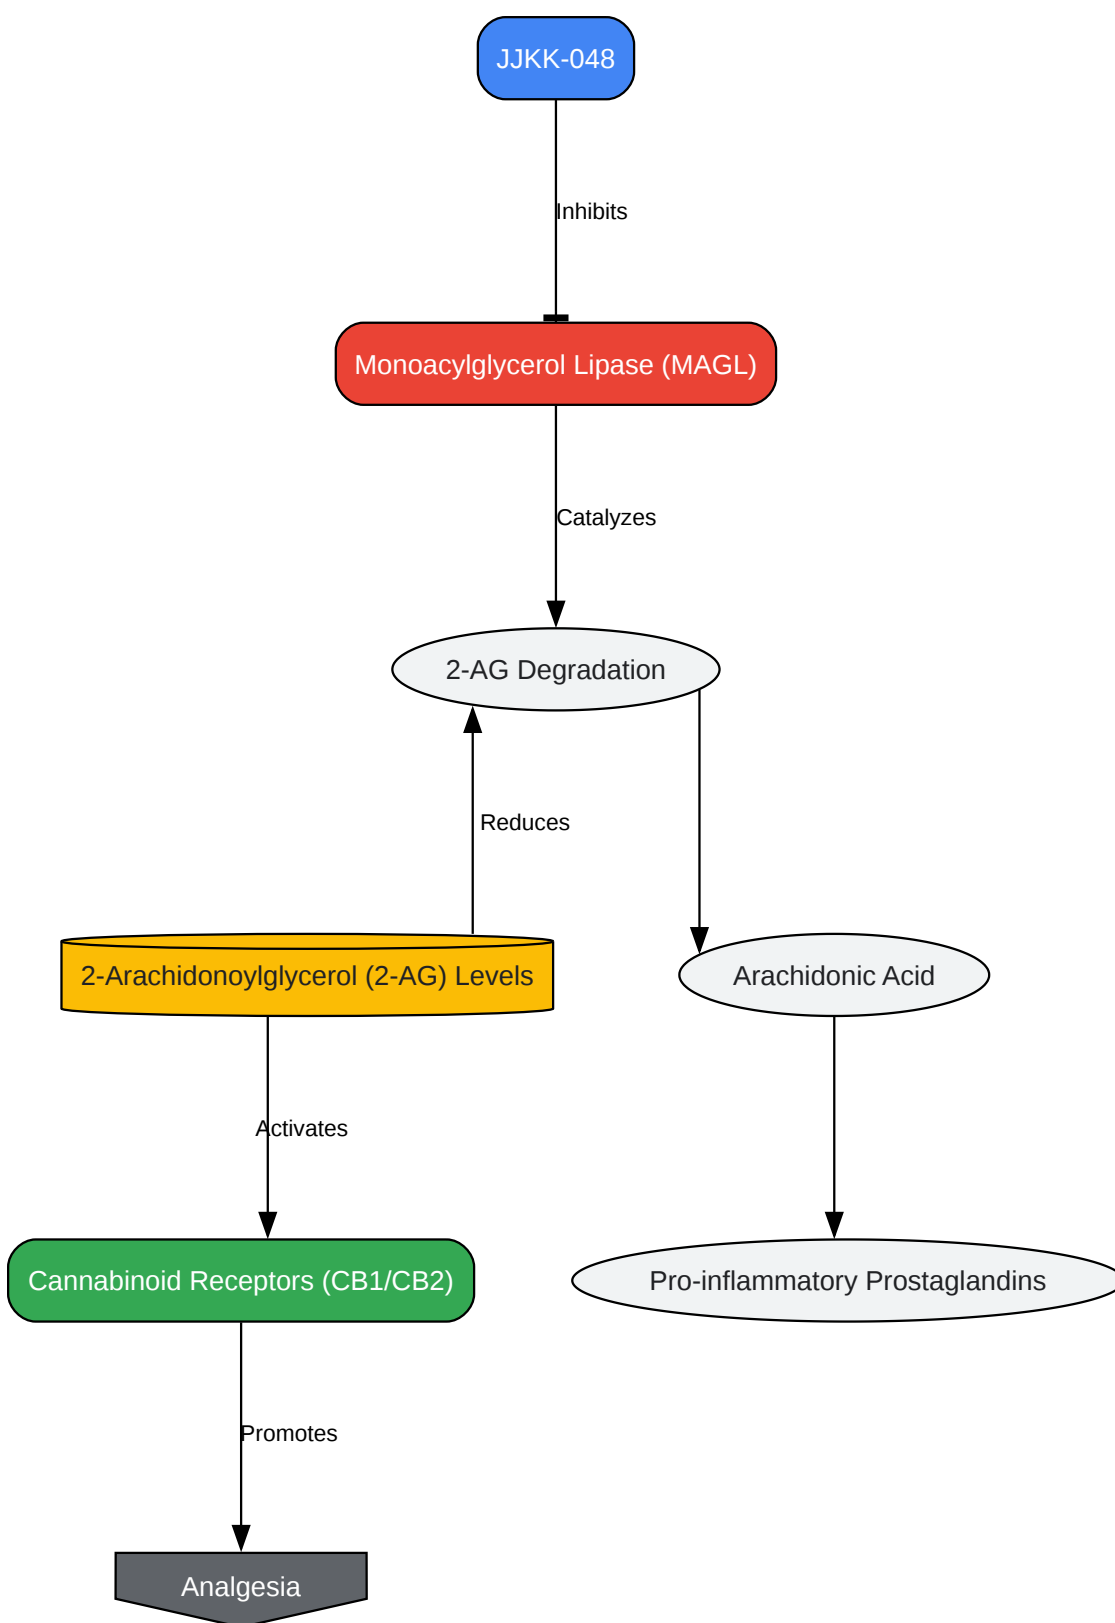 JJKK-048
Inhibits
Monoacylglycerol Lipase (MAGL)
Catalyzes
2-AG Degradation
Reduces
2-Arachidonoylglycerol (2-AG) Levels
Arachidonic Acid
Activates
Cannabinoid Receptors (CB1/CB2)
Pro-inflammatory Prostaglandins
Promotes
Analgesia